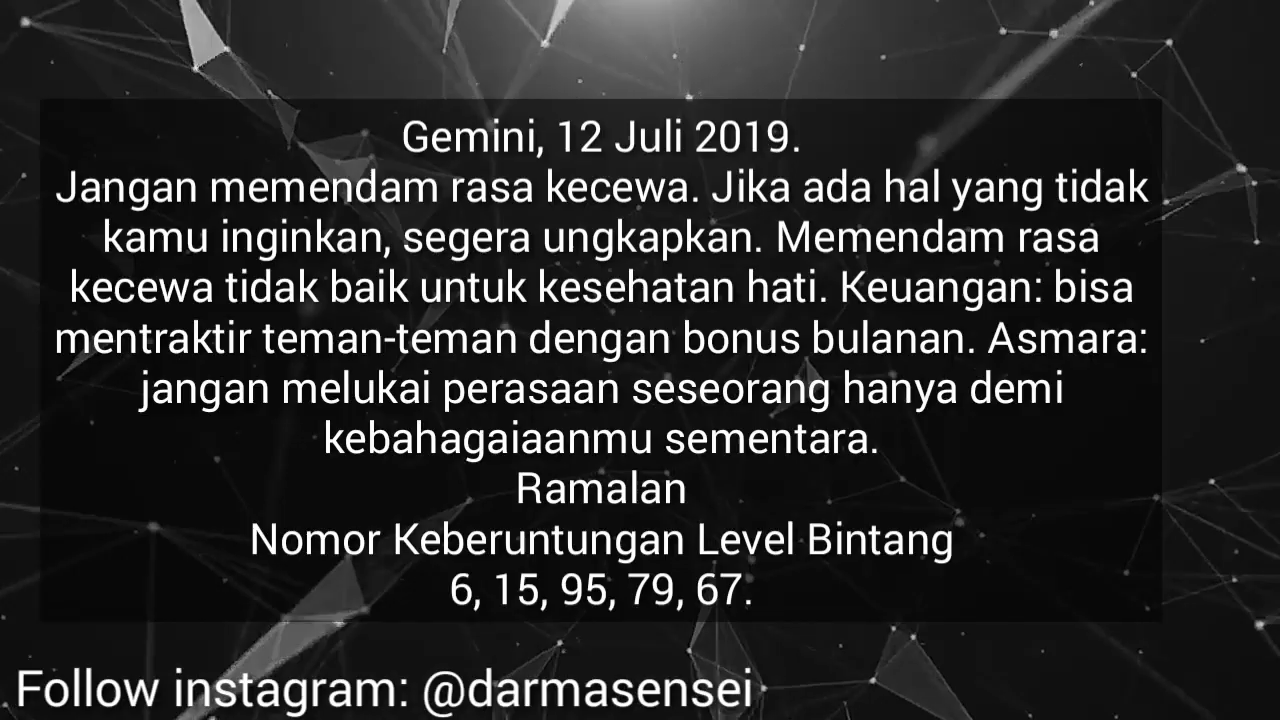 Gemini, 12 Juli 2019.
Jangan memendam rasa kecewa. Jika ada hal yang tidak
kamu inginkan, segera ungkapkan. Memendam rasa
kecewa tidak baik untuk kesehatan hati. Keuangan: bisa
mentraktir teman-teman dengan bonus bulanan. Asmara:
jangan melukai perasaan seseorang hanya demi
kebahagaiaanmu sementara.
Ramalan
Nomor Keberuntungan Level Bintang
6, 15, 95, 79, 67.
Follow instagram: @darmasensei